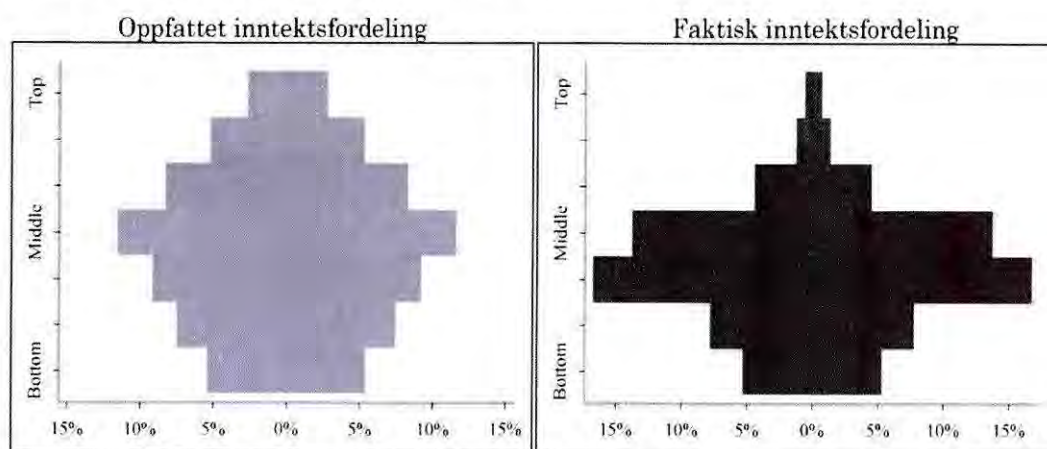 Oppfattet inntektsfordeling
Top
Middle
Bottom
15% 10% 5% 0% 5% 10% 15%
Faktisk inntektsfordeling
Top
Middle
Bottom
15% 10% 5% 0% 5% 10% 15%